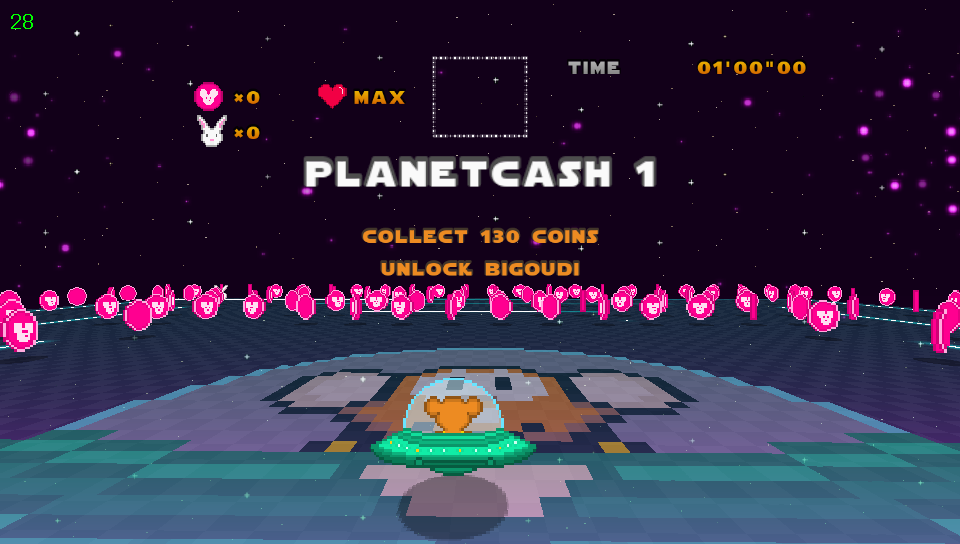 28
TIME 01'00"00
×0 MAX
×0
PLANETCASH 1
COLLECT 130 COINS
UNLOCK BIGOUDI